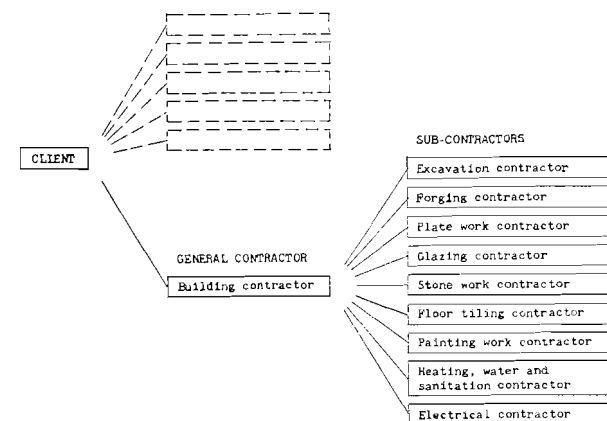 SUB-CONTRACTORS
CLIENT
Excavation contractor
Forging contractor
Plate work contractor
GENERAL CONTRACTOR
Glazing contractor
Building contractor
Stone work contractor
Floor tiling contractor
Painting work contractor
Heating, water and
sanitation contractor
Electrical contractor